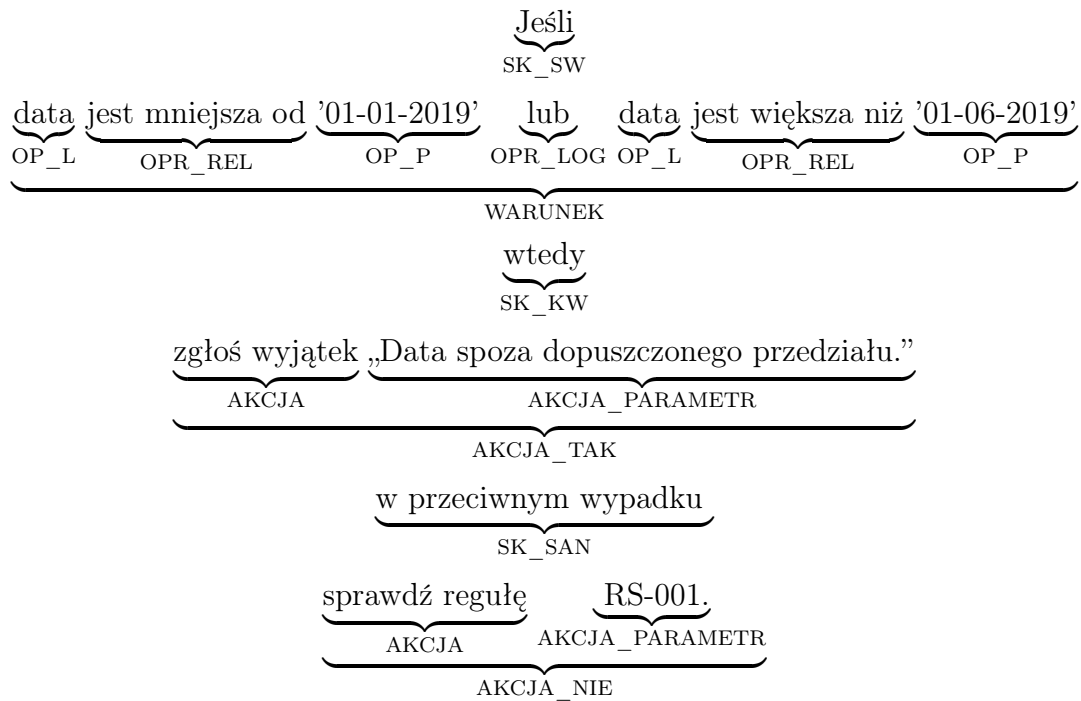 Jeśli
SK_SW
data jest mniejsza od '01-01-2019' lub data jest większa niż '01-06-2019'
OP_L OPR_REL OP_P OPR_LOG OP_L OPR_REL OP_P
WARUNEK
wtedy
SK_KW
zgłoś wyjątek „Data spoza dopuszczonego przedziału.”
AKCJA AKCJA_PARAMETR
AKCJA_TAK
w przeciwnym wypadku
SK_SAN
sprawdź regułę RS-001.
AKCJA AKCJA_PARAMETR
AKCJA_NIE